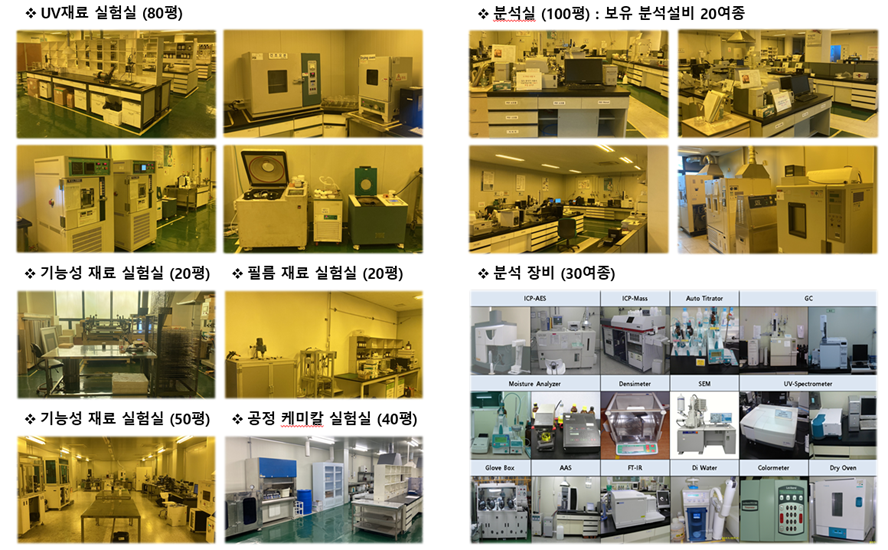 ❖ UV재료 실험실 (80평)
❖ 분석실 (100평) : 보유 분석설비 20여종
❖ 기능성 재료 실험실 (20평)
❖ 필름 재료 실험실 (20평)
❖ 분석 장비 (30여종)
ICP-AES
ICP-Mass
Auto Titrator
GC
Moisture Analyzer
Densimeter
SEM
UV-Spectrometer
❖ 기능성 재료 실험실 (50평)
❖ 공정 케미칼 실험실 (40평)
Glove Box
AAS
FT-IR
Di Water
Colormeter
Dry Oven